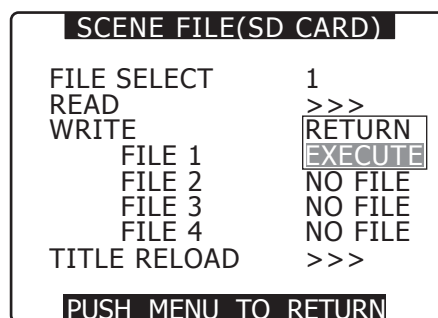 SCENE FILE(SD CARD)
FILE SELECT 1
READ >>>
WRITE RETURN
FILE 1 EXECUTE
FILE 2 NO FILE
FILE 3 NO FILE
FILE 4 NO FILE
TITLE RELOAD >>>
PUSH MENU TO RETURN